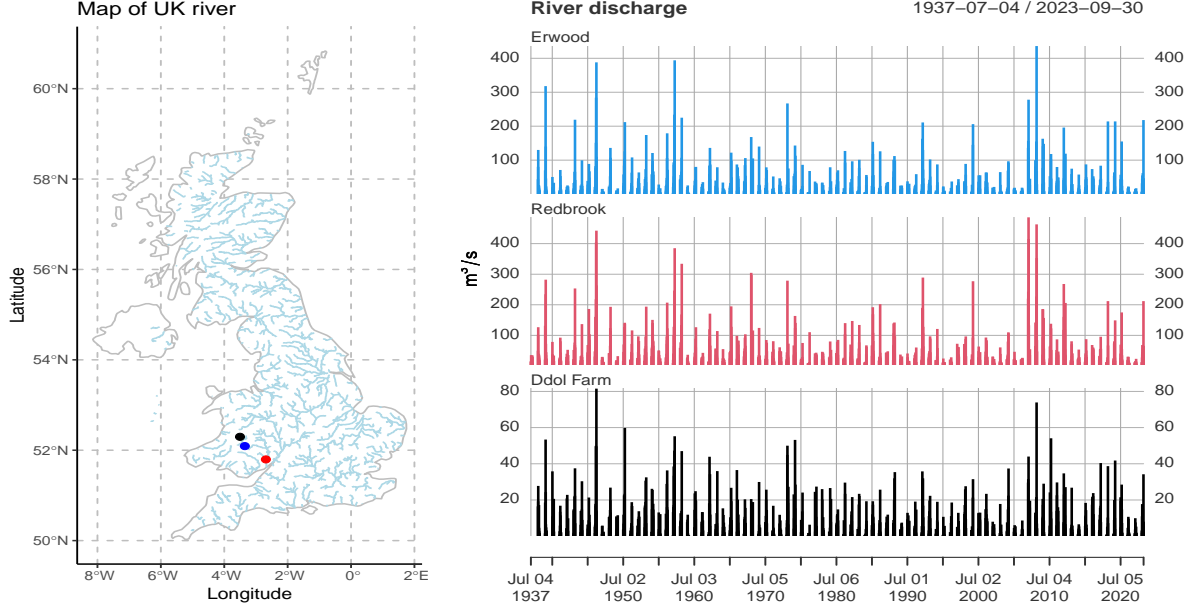 Map of UK river
60°N
58°N
56°N
54°N
52°N
50°N
Latitude
8°W 6°W 4°W 2°W 0° 2°E
Longitude
River discharge 1937−07−04 / 2023−09−30
Erwood
400 400
300 300
200 200
100 100
Redbrook
400 400
300 300
200 200
100 100
m³/s
Ddol Farm
80 80
60 60
40 40
20 20
Jul 04 Jul 02 Jul 03 Jul 05 Jul 06 Jul 01 Jul 02 Jul 04 Jul 05
1937 1950 1960 1970 1980 1990 2000 2010 2020